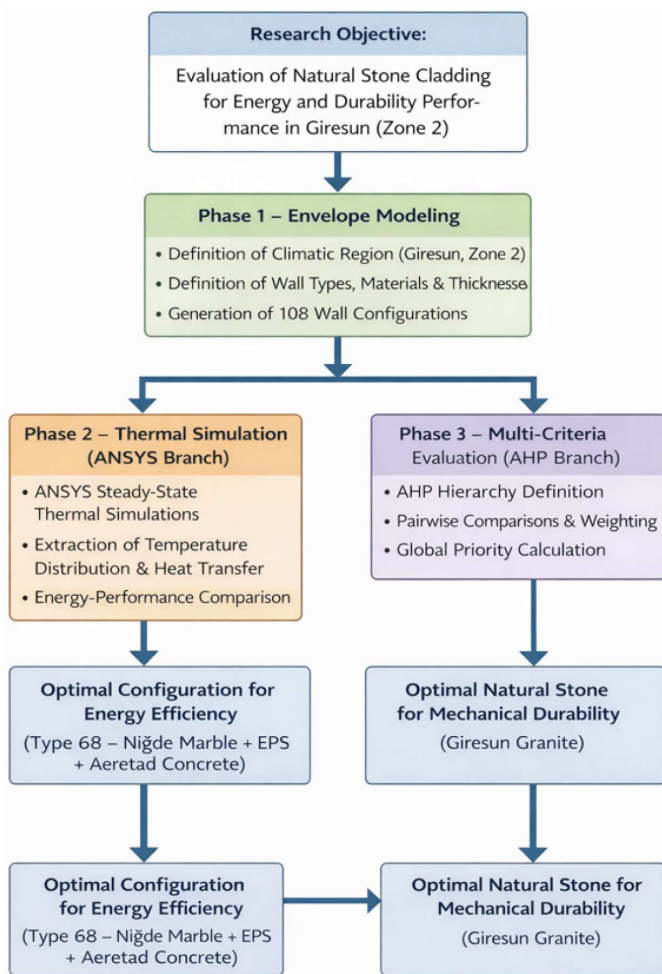 Research Objective:
Evaluation of Natural Stone Cladding
for Energy and Durability Perfor-
mance in Giresun (Zone 2)
Phase 1 – Envelope Modeling
• Definition of Climatic Region (Giresun, Zone 2)
• Definition of Wall Types, Materials & Thicknesse
• Generation of 108 Wall Configurations
Phase 2 – Thermal Simulation
(ANSYS Branch)
• ANSYS Steady-State
Thermal Simulations
• Extraction of Temperature
Distribution & Heat Transfer
• Energy-Performance Comparison
Phase 3 – Multi-Criteria
Evaluation (AHP Branch)
• AHP Hierarchy Definition
• Pairwise Comparisons & Weighting
• Global Priority Calculation
Optimal Configuration for
Energy Efficiency
(Type 68 – Niğde Marble + EPS
+ Aeretad Concrete)
Optimal Natural Stone
for Mechanical Durability
(Giresun Granite)
Optimal Configuration
for Energy Efficiency
(Type 68 – Niğde Marble + EPS
+ Aeretad Concrete)
Optimal Natural Stone for
Mechanical Durability
(Giresun Granite)